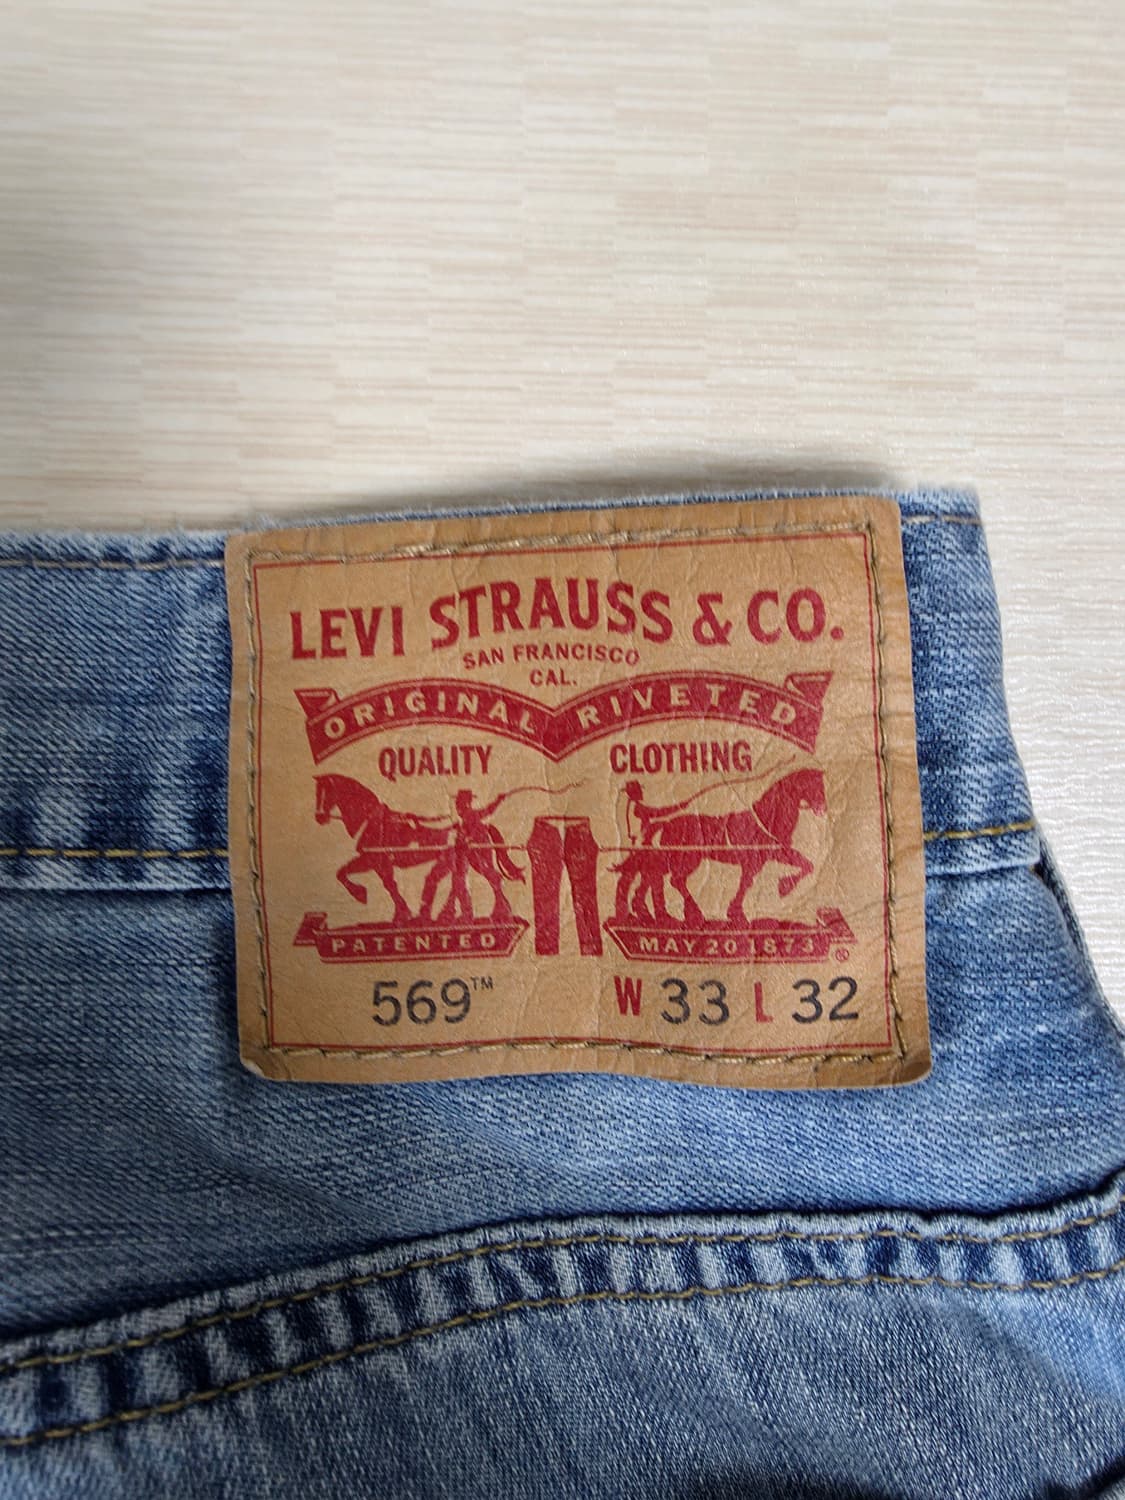 LEVI STRAUSS & CO.
SAN FRANCISCO
CAL.
ORIGINAL RIVETED
QUALITY CLOTHING
PATENTED MAY 20 1873 ®
569™ W 33 L 32